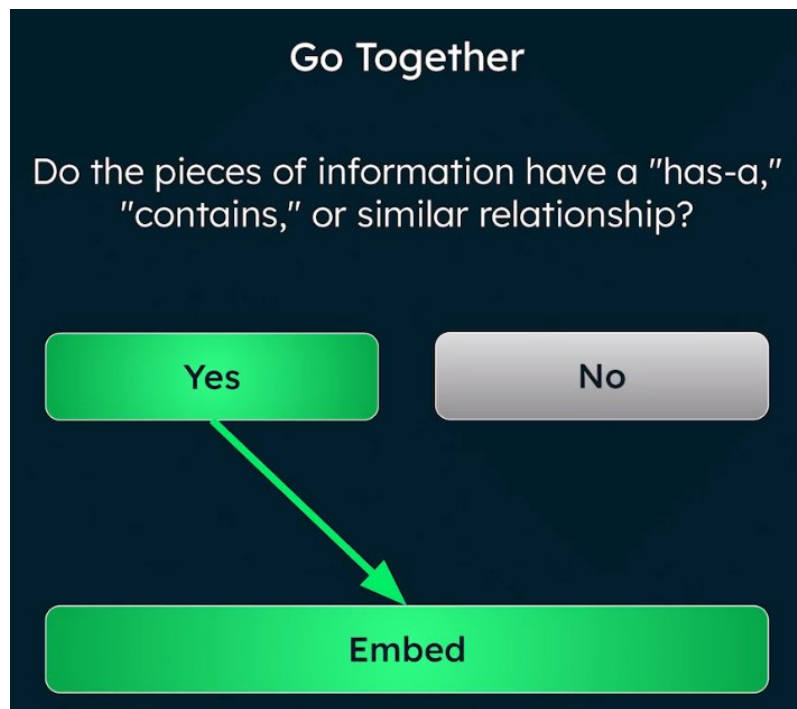 Go Together
Do the pieces of information have a "has-a,"
"contains," or similar relationship?
Yes
No
Embed